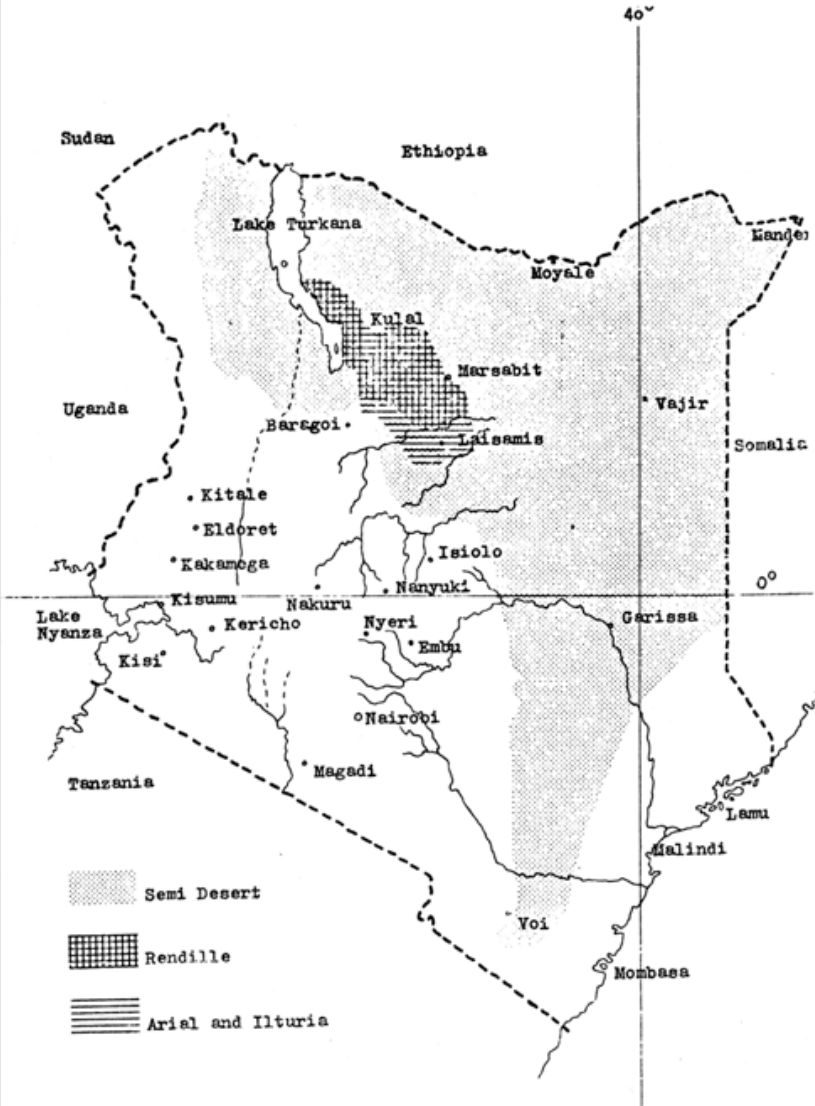 40°
Sudan
Ethiopia
Lake Turkana
Mander
Moyale
Kulal
Marsabit
Uganda
Vajir
Baragoi
Laisamis
Somalia
Kitale
Eldoret
Isiolo
Kakamoga
0°
Nanyuki
Kisumu
Nakuru
Lake
Nyanza
Kericho
Nyeri
Garissa
Embu
Kisi
Nairobi
Magadi
Tanzania
Lamu
Malindi
Semi Desert
Voi
Rendille
Mombasa
Arial and Ilturia